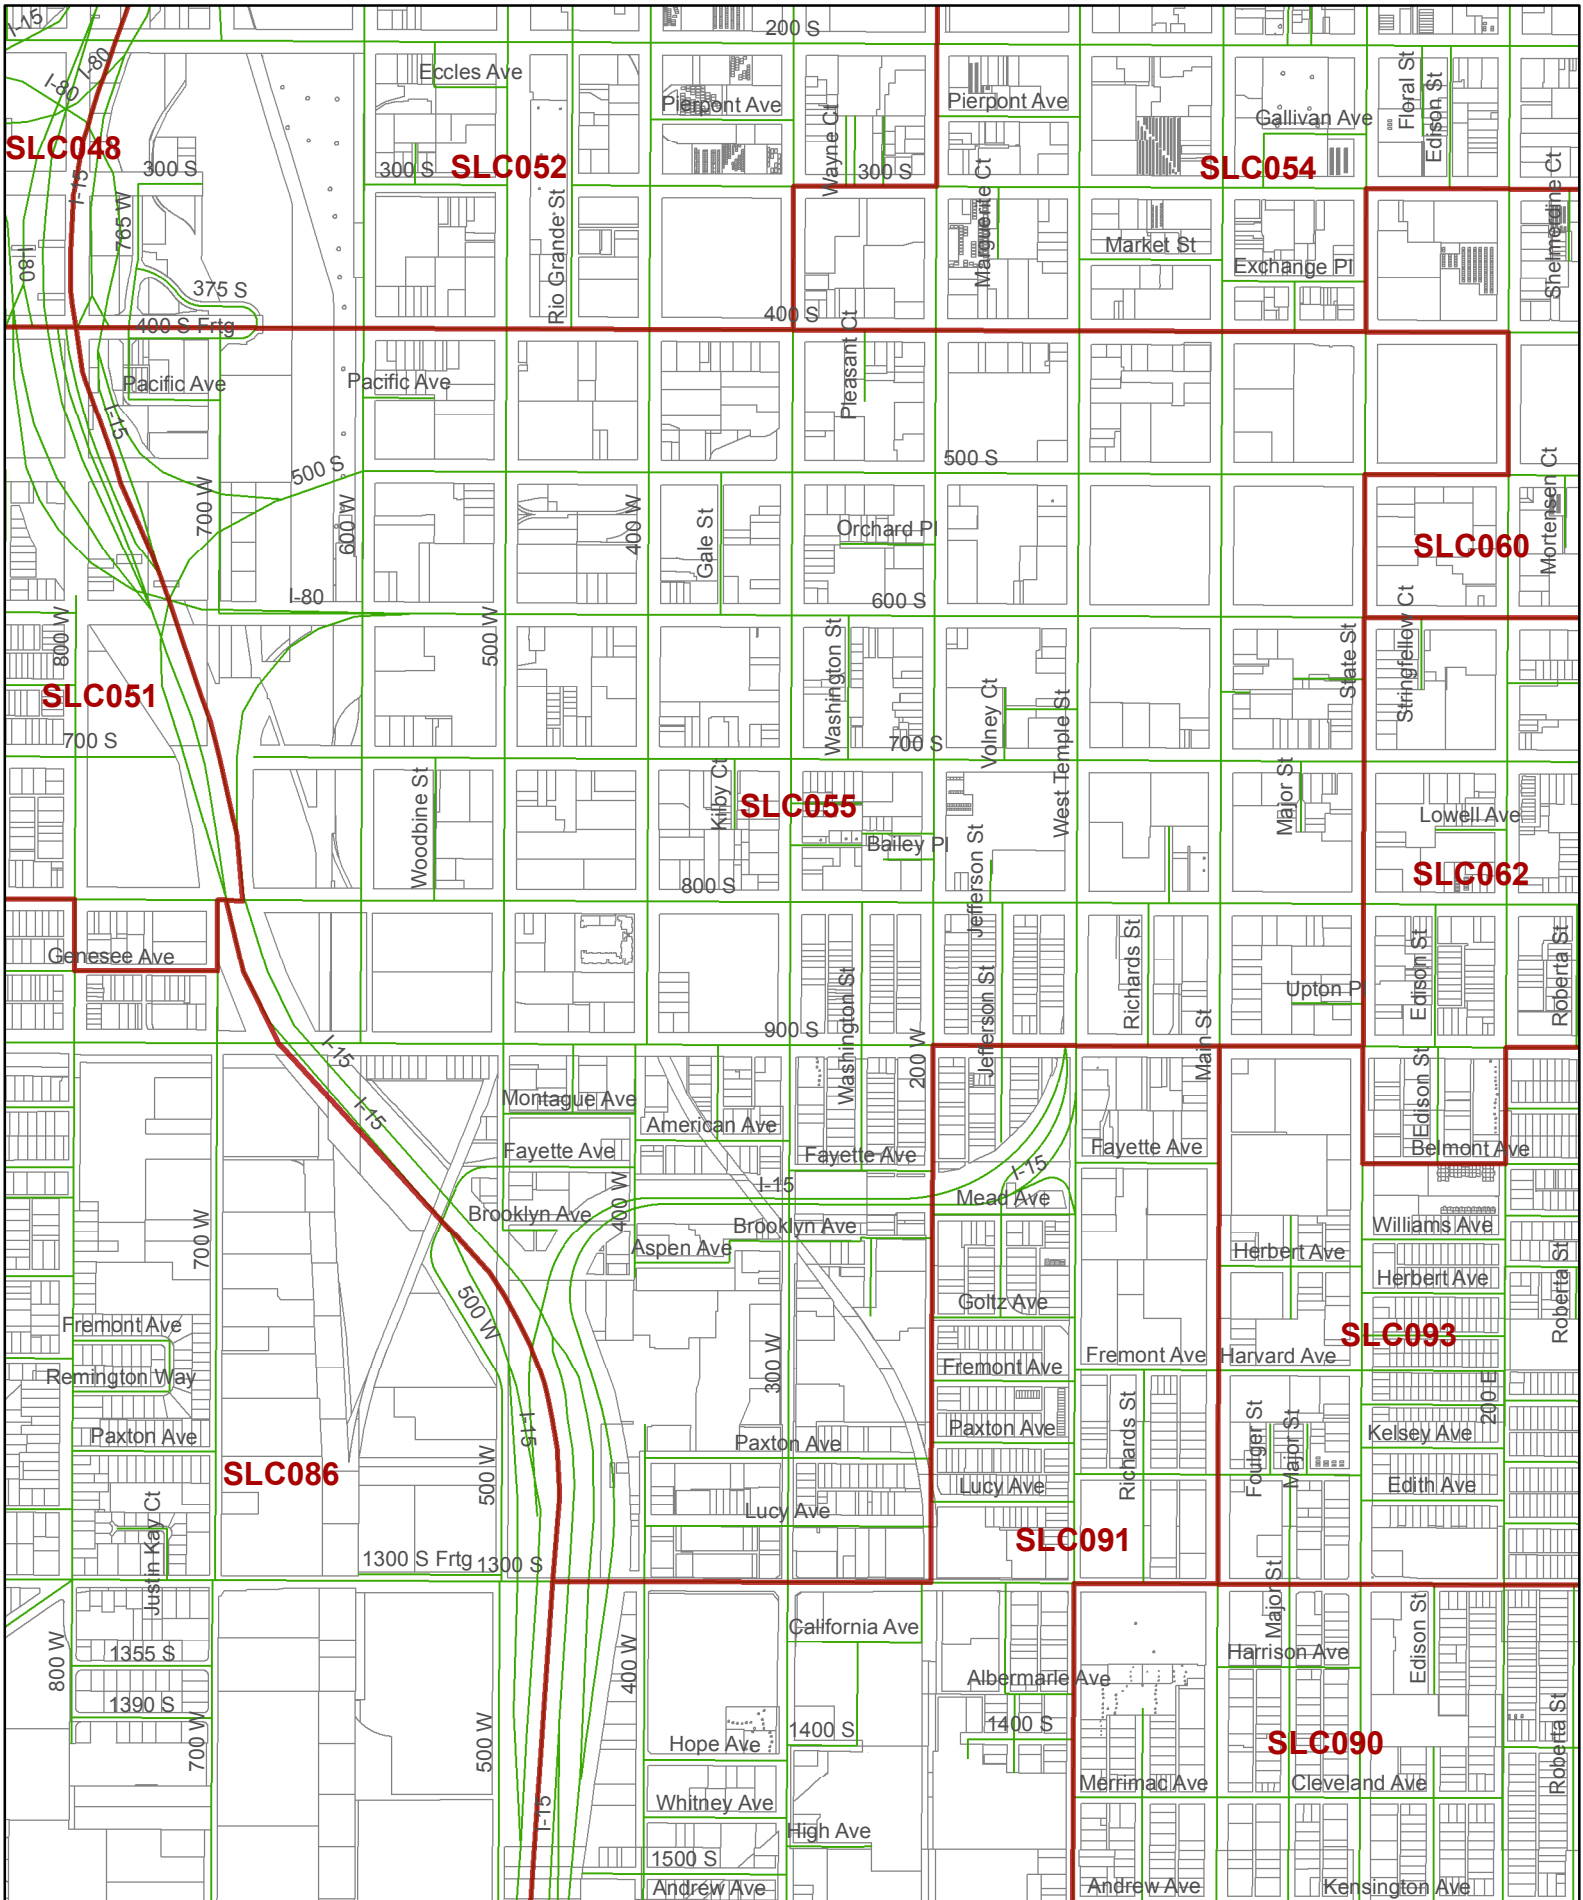 I-15
200 S
I-80
I-80
Eccles Ave
Pierpont Ave
Wayne Ct
Pierpont Ave
Gallivan Ave
Floral St
Edison St
SLC048
300 S
300 S
SLC052
300 S
SLC054
I-15
765 W
Rio Grande St
Marguerite Ct
Market St
Shelmerdine Ct
I-80
Exchange Pl
375 S
400 S Frtg
400 S
Pacific Ave
Pacific Ave
Pleasant Ct
I-15
500 S
500 S
700 W
600 W
400 W
Gale St
Orchard Pl
Mortensen Ct
SLC060
I-80
600 S
800 W
500 W
Washington St
State St
Stringfellow Ct
SLC051
Volney Ct
West Temple St
700 S
700 S
Woodbine St
Kilby Ct
SLC055
Major St
Lowell Ave
Bailey Pl
800 S
Jefferson St
SLC062
Genesee Ave
Washington St
Jefferson St
Richards St
Upton Pl
Edison St
Roberta St
900 S
I-15
200 W
Main St
I-15
Montague Ave
American Ave
Edison St
Fayette Ave
Fayette Ave
Fayette Ave
Belmont Ave
I-15
I-15
Mead Ave
700 W
Brooklyn Ave
400 W
Brooklyn Ave
Williams Ave
Aspen Ave
Herbert Ave
Herbert Ave
Roberta St
500 W
Goltz Ave
Fremont Ave
SLC093
300 W
Fremont Ave
Fremont Ave
Harvard Ave
Remington Way
200 E
I-15
Paxton Ave
Paxton Ave
Paxton Ave
Richards St
Foulger St
Major St
Kelsey Ave
SLC086
500 W
Lucy Ave
Edith Ave
Lucy Ave
Justin Kay Ct
SLC091
1300 S Frtg
1300 S
Major St
California Ave
Edison St
800 W
1355 S
400 W
Harrison Ave
Albermarle Ave
1390 S
700 W
500 W
Hope Ave
1400 S
1400 S
SLC090
Roberta St
Merrimac Ave
Cleveland Ave
I-15
Whitney Ave
High Ave
1500 S
Andrew Ave
Andrew Ave
Kensington Ave